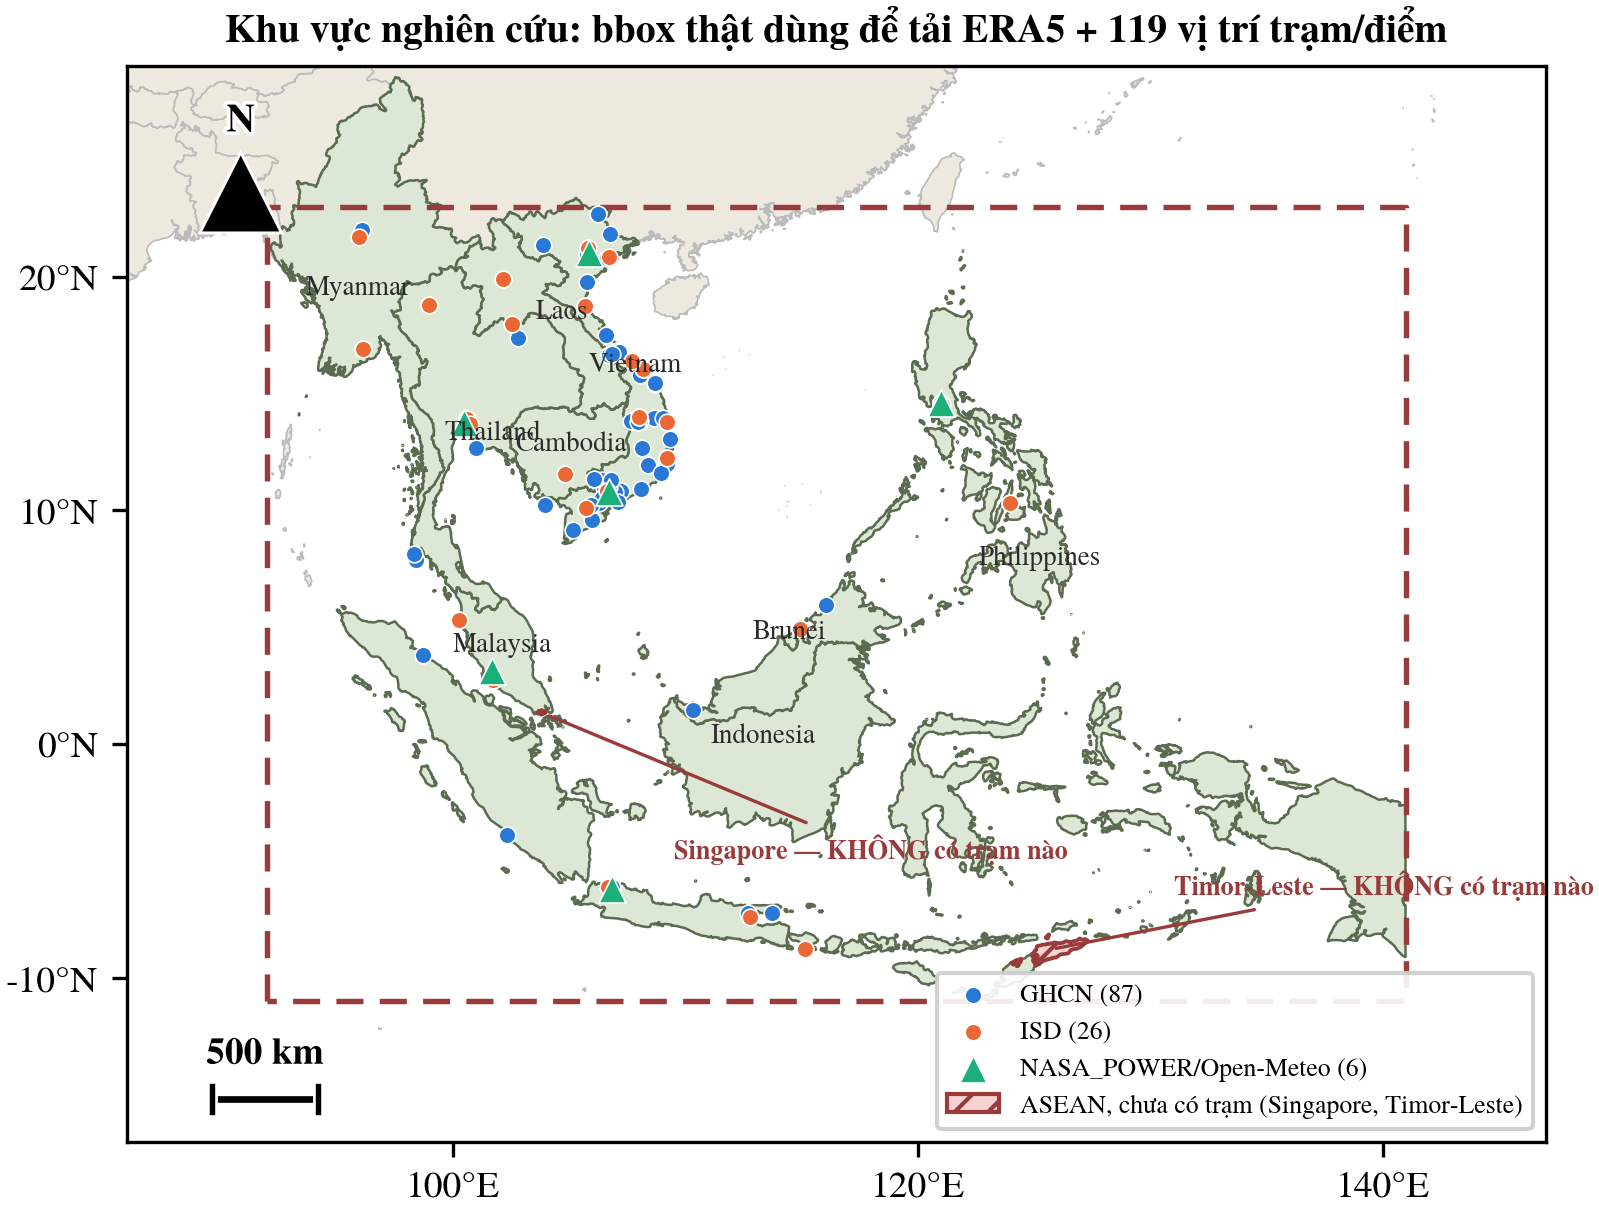 Khu vực nghiên cứu: bbox thật dùng để tải ERA5 + 119 vị trí trạm/điểm
N
20°N
10°N
0°N
-10°N
Myanmar
Laos
Vietnam
Thailand
Cambodia
Philippines
Brunei
Malaysia
Indonesia
Singapore — KHÔNG có trạm nào
Timor-Leste — KHÔNG có trạm nào
500 km
GHCN (87)
ISD (26)
NASA_POWER/Open-Meteo (6)
ASEAN, chưa có trạm (Singapore, Timor-Leste)
100°E
120°E
140°E